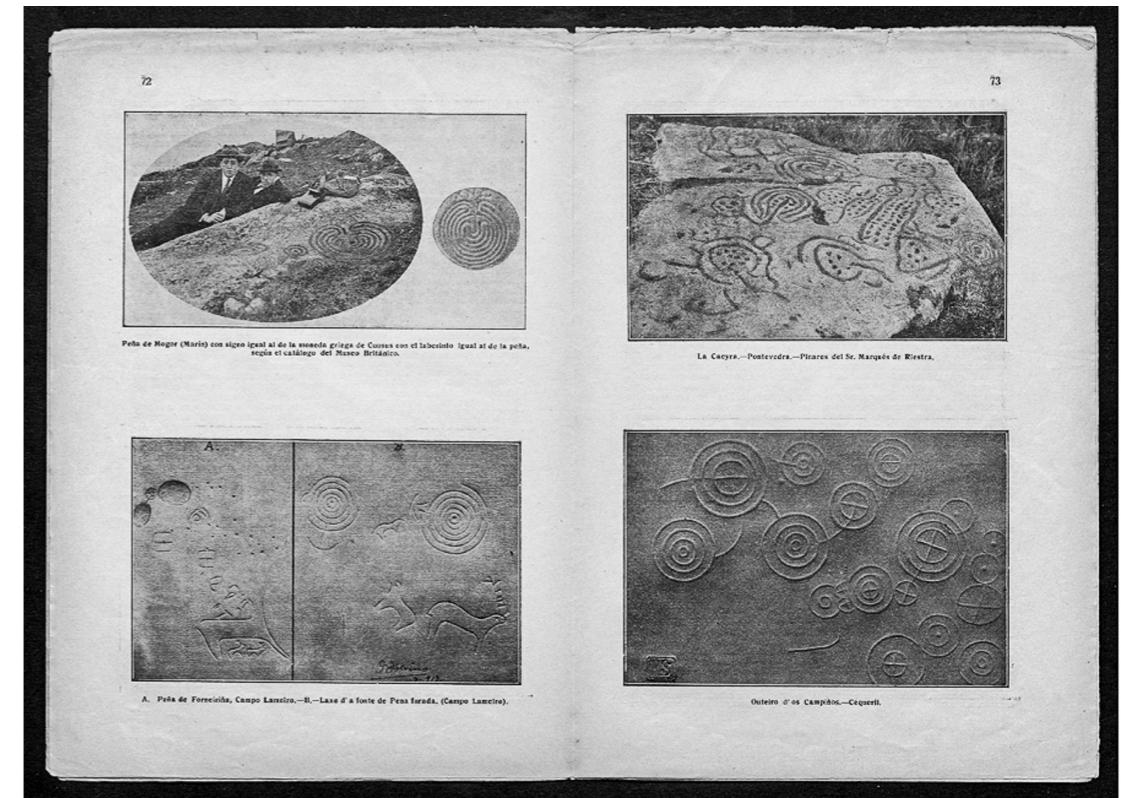 72
Peña de Mogor (Marín) con signo igual al de la moneda griega de Cnosus con el laberinto igual al de la peña,
según el catálogo del Museo Británico.
A. B.
A. Peña de Forneiriña, Campo Lameiro.—B.—Laxe d'a fonte de Pena furada. (Campo Lameiro).
73
La Caeyra.—Pontevedra.—Pinares del Sr. Marqués de Riestra.
Outeiro d'os Campiños.—Cequeril.